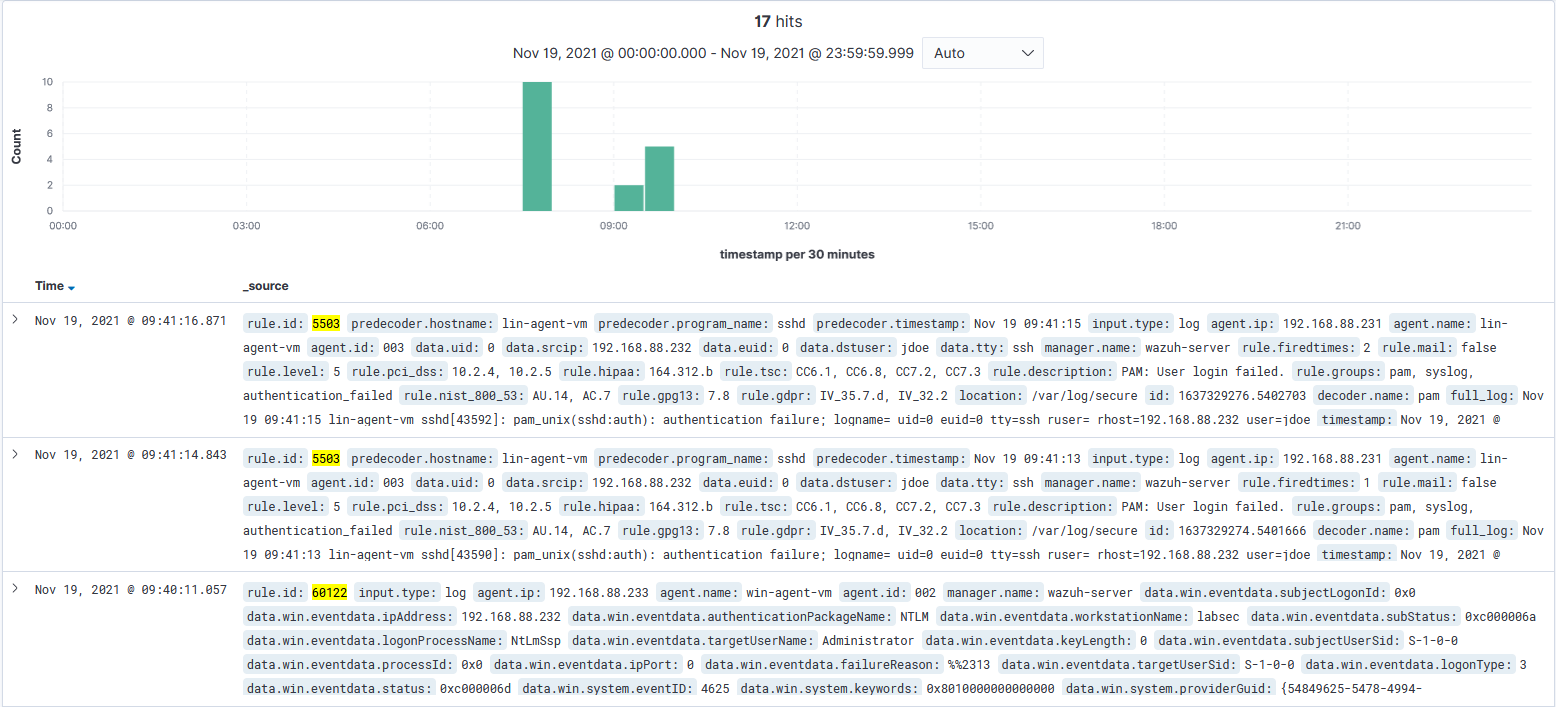 17 hits
Nov 19, 2021 @ 00:00:00.000 - Nov 19, 2021 @ 23:59:59.999 Auto
10
8
6
4
2
0
Count
00:00 03:00 06:00 09:00 12:00 15:00 18:00 21:00
timestamp per 30 minutes
Time _source
Nov 19, 2021 @ 09:41:16.871 rule.id: 5503 predecoder.hostname: lin-agent-vm predecoder.program_name: sshd predecoder.timestamp: Nov 19 09:41:15 input.type: log agent.ip: 192.168.88.231 agent.name: lin-
agent-vm agent.id: 003 data.uid: 0 data.srcip: 192.168.88.232 data.euid: 0 data.dstuser: jdoe data.tty: ssh manager.name: wazuh-server rule.firedtimes: 2 rule.mail: false
rule.level: 5 rule.pci_dss: 10.2.4, 10.2.5 rule.hipaa: 164.312.b rule.tsc: CC6.1, CC6.8, CC7.2, CC7.3 rule.description: PAM: User login failed. rule.groups: pam, syslog,
authentication_failed rule.nist_800_53: AU.14, AC.7 rule.gpg13: 7.8 rule.gdpr: IV_35.7.d, IV_32.2 location: /var/log/secure id: 1637329276.5402703 decoder.name: pam full_log: Nov
19 09:41:15 lin-agent-vm sshd[43592]: pam_unix(sshd:auth): authentication failure; logname= uid=0 euid=0 tty=ssh ruser= rhost=192.168.88.232 user=jdoe timestamp: Nov 19, 2021 @
Nov 19, 2021 @ 09:41:14.843 rule.id: 5503 predecoder.hostname: lin-agent-vm predecoder.program_name: sshd predecoder.timestamp: Nov 19 09:41:13 input.type: log agent.ip: 192.168.88.231 agent.name: lin-
agent-vm agent.id: 003 data.uid: 0 data.srcip: 192.168.88.232 data.euid: 0 data.dstuser: jdoe data.tty: ssh manager.name: wazuh-server rule.firedtimes: 1 rule.mail: false
rule.level: 5 rule.pci_dss: 10.2.4, 10.2.5 rule.hipaa: 164.312.b rule.tsc: CC6.1, CC6.8, CC7.2, CC7.3 rule.description: PAM: User login failed. rule.groups: pam, syslog,
authentication_failed rule.nist_800_53: AU.14, AC.7 rule.gpg13: 7.8 rule.gdpr: IV_35.7.d, IV_32.2 location: /var/log/secure id: 1637329274.5401666 decoder.name: pam full_log: Nov
19 09:41:13 lin-agent-vm sshd[43590]: pam_unix(sshd:auth): authentication failure; logname= uid=0 euid=0 tty=ssh ruser= rhost=192.168.88.232 user=jdoe timestamp: Nov 19, 2021 @
Nov 19, 2021 @ 09:40:11.057 rule.id: 60122 input.type: log agent.ip: 192.168.88.233 agent.name: win-agent-vm agent.id: 002 manager.name: wazuh-server data.win.eventdata.subjectLogonId: 0x0
data.win.eventdata.ipAddress: 192.168.88.232 data.win.eventdata.authenticationPackageName: NTLM data.win.eventdata.workstationName: labsec data.win.eventdata.subStatus: 0xc000006a
data.win.eventdata.logonProcessName: NtLmSsp data.win.eventdata.targetUserName: Administrator data.win.eventdata.keyLength: 0 data.win.eventdata.subjectUserSid: S-1-0-0
data.win.eventdata.processId: 0x0 data.win.eventdata.ipPort: 0 data.win.eventdata.failureReason: %%2313 data.win.eventdata.targetUserSid: S-1-0-0 data.win.eventdata.logonType: 3
data.win.eventdata.status: 0xc000006d data.win.system.eventID: 4625 data.win.system.keywords: 0x8010000000000000 data.win.system.providerGuid: {54849625-5478-4994-